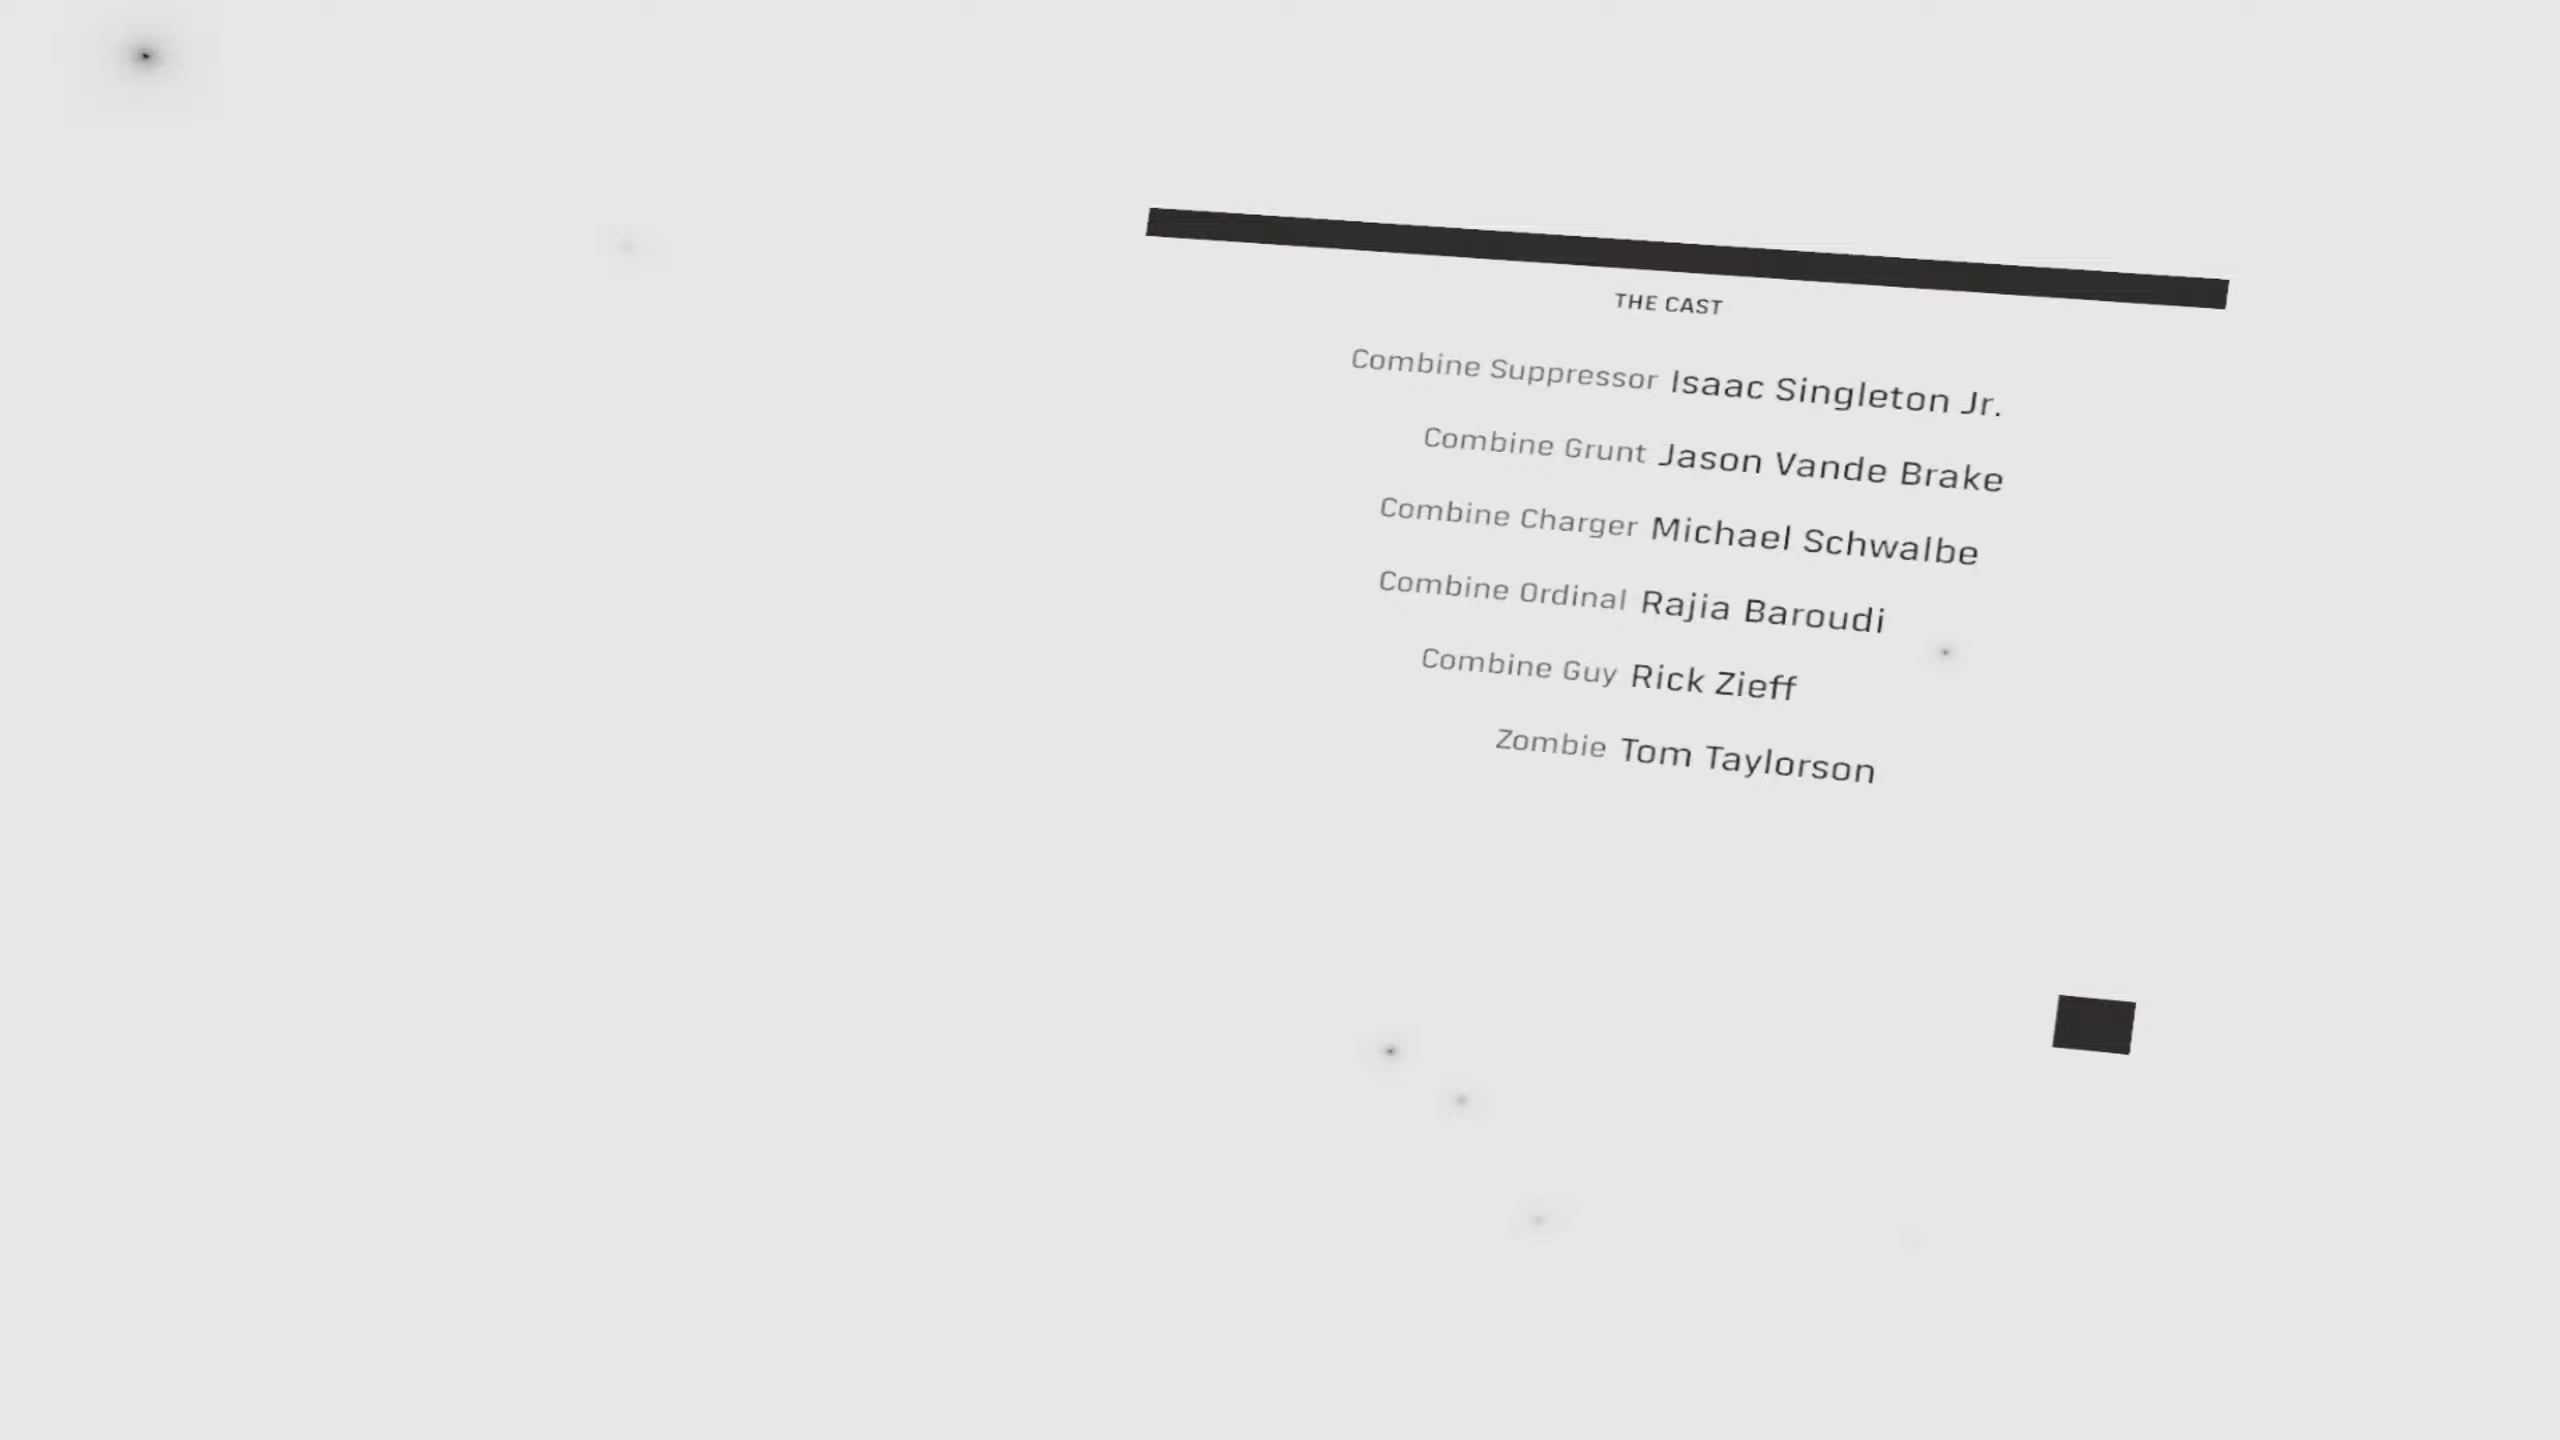 THE CAST
Combine Suppressor Isaac Singleton Jr.
Combine Grunt Jason Vande Brake
Combine Charger Michael Schwalbe
Combine Ordinal Rajia Baroudi
Combine Guy Rick Zieff
Zombie Tom Taylorson